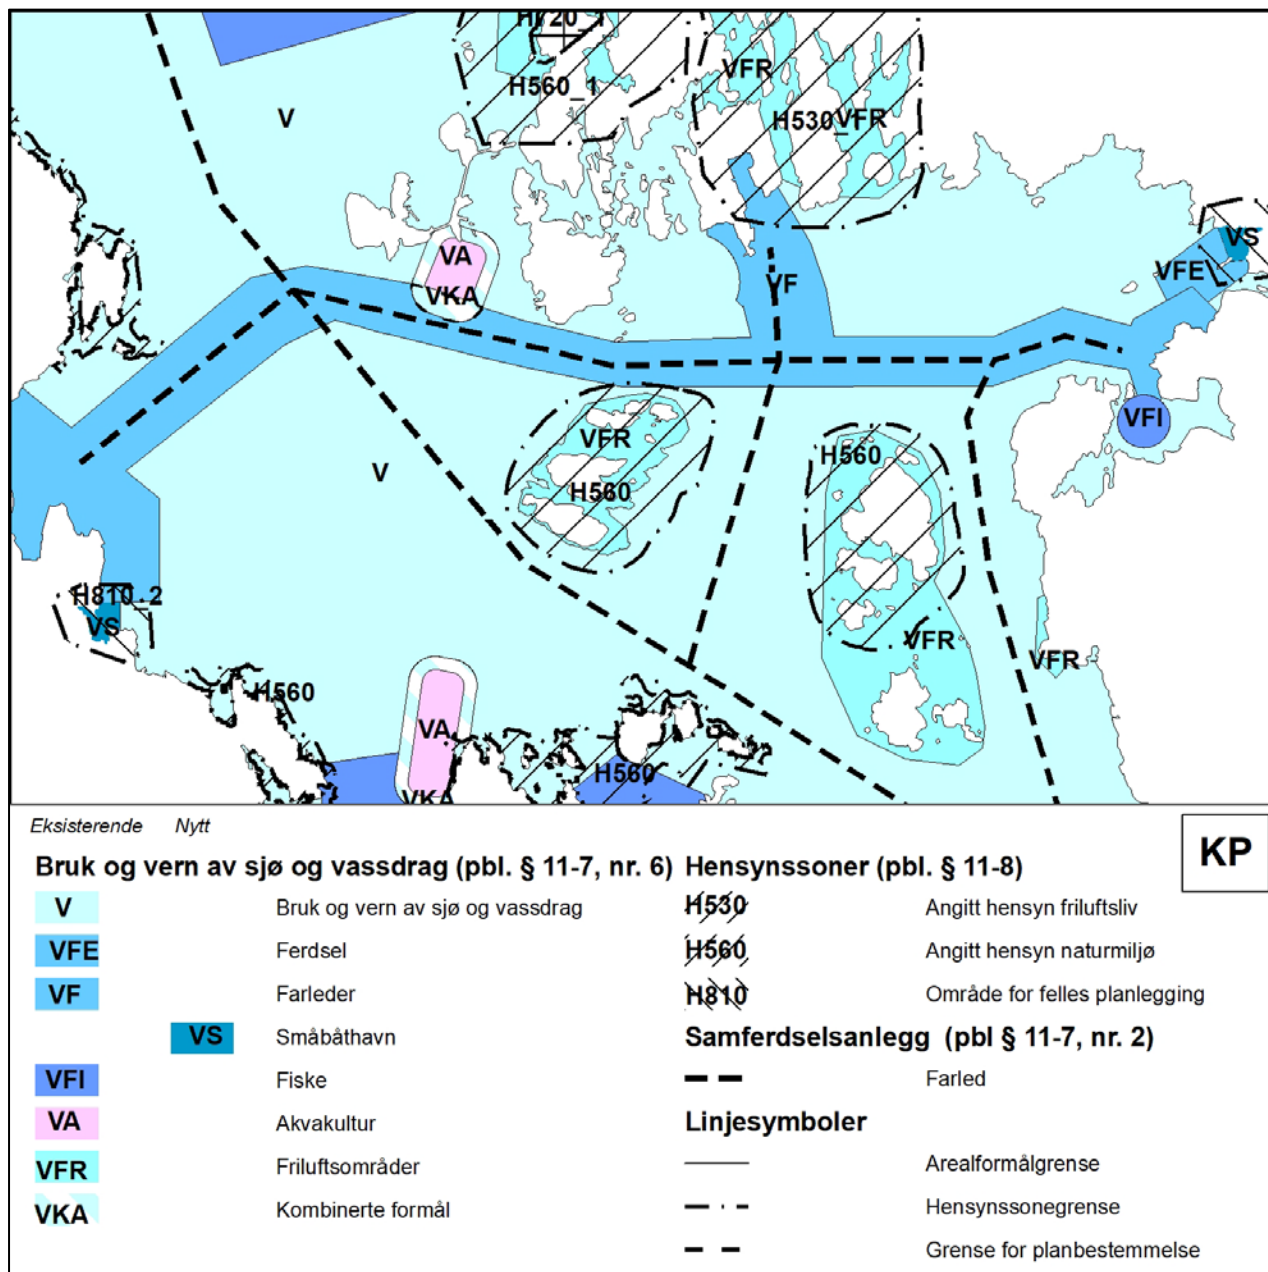 H720_1
VFR
H560_1
V
H530_ VFR
VS
VA
VFE
VKA
VF
VFI
VFR
H560
V
H560
H810_2
VS
VFR
VFR
H560
VA
H560
VKA
Eksisterende Nytt
KP
Bruk og vern av sjø og vassdrag (pbl. § 11-7, nr. 6)
V Bruk og vern av sjø og vassdrag
VFE Ferdsel
VF Farleder
VS Småbåthavn
VFI Fiske
VA Akvakultur
VFR Friluftsområder
VKA Kombinerte formål
Hensynssoner (pbl. § 11-8)
H530 Angitt hensyn friluftsliv
H560 Angitt hensyn naturmiljø
H810 Område for felles planlegging
Samferdselsanlegg (pbl § 11-7, nr. 2)
Farled
Linjesymboler
Arealformålgrense
Hensynssonegrense
Grense for planbestemmelse